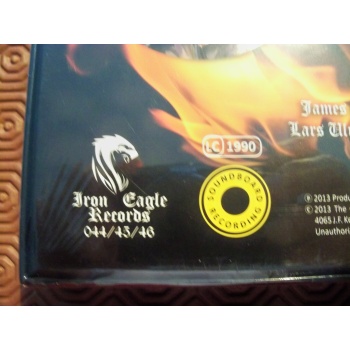 James
Lars
LC 1990
Iron Eagle
Records
044/45/46
SOUNDBOARD
RECORDING
℗ 2013 Produ
© 2013 The
4065 J.F. Ke
Unauthori